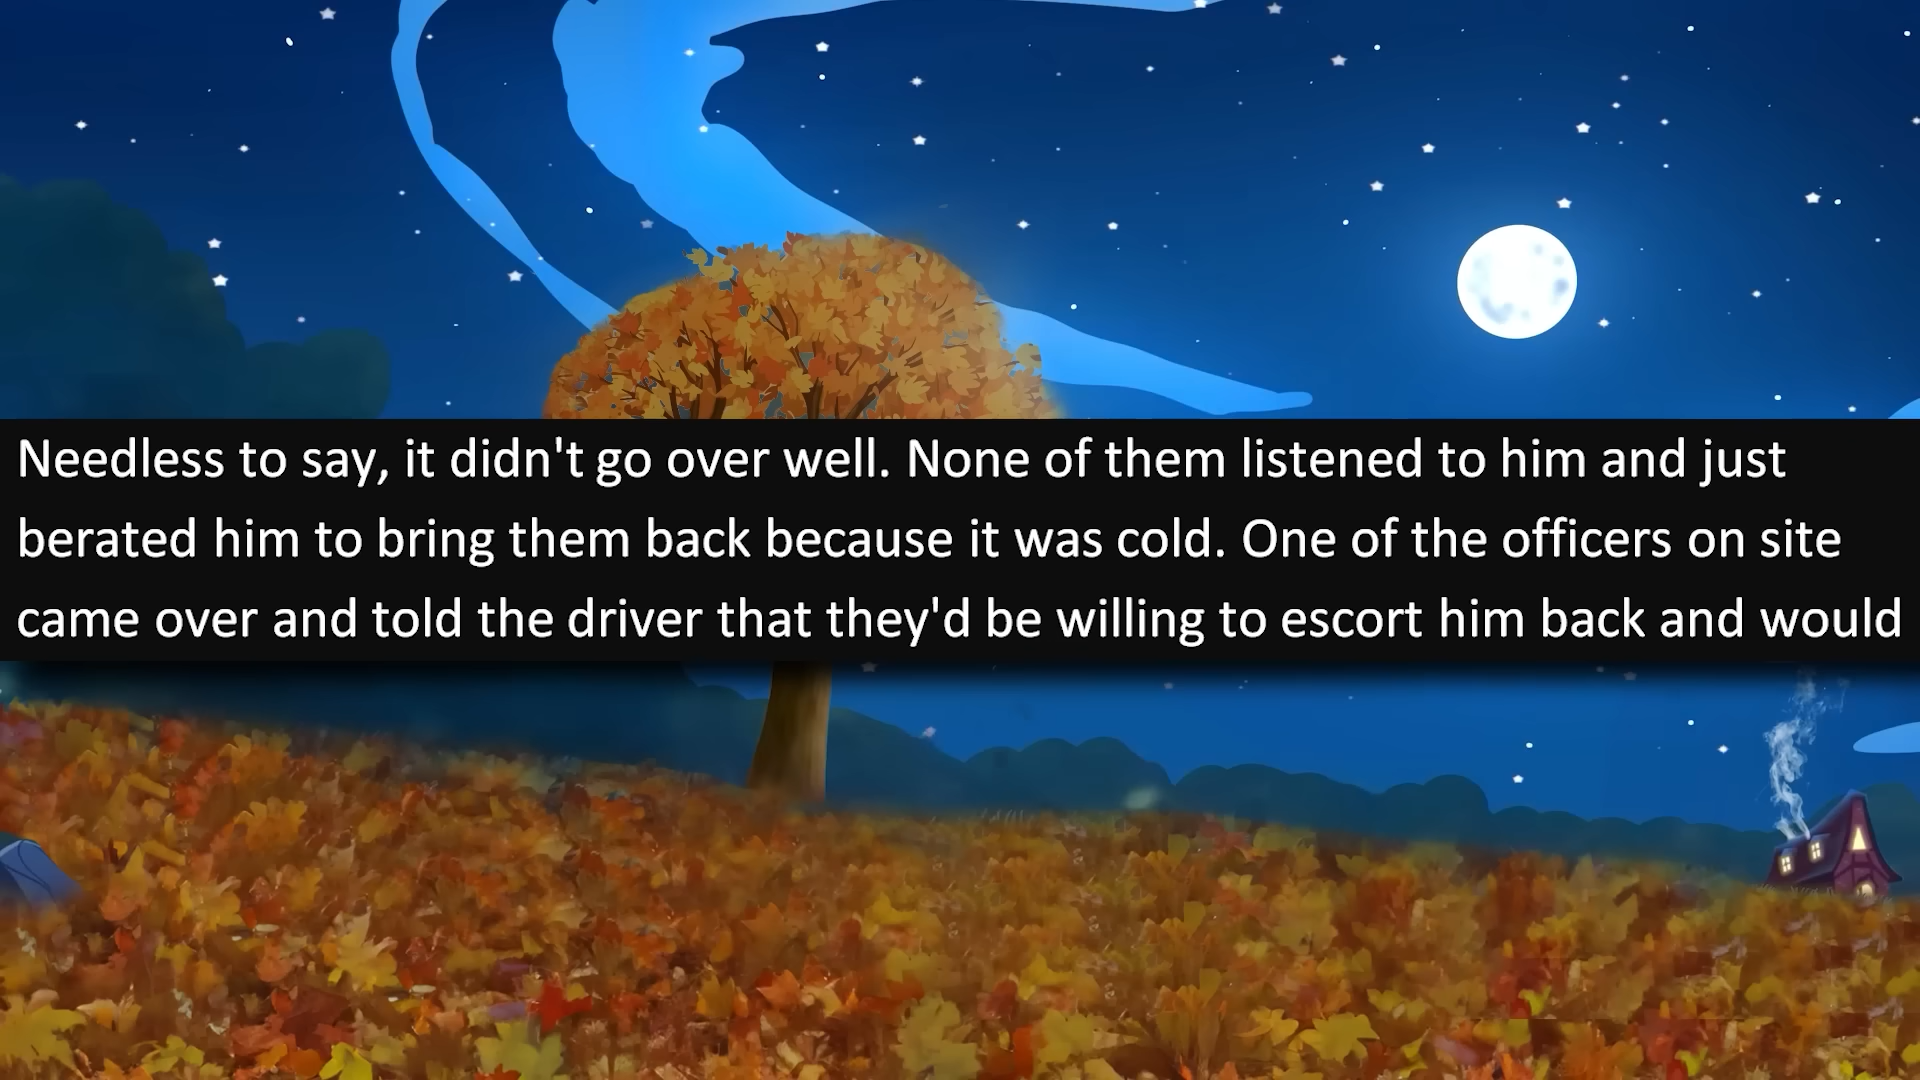 Needless to say, it didn't go over well. None of them listened to him and just
berated him to bring them back because it was cold. One of the officers on site
came over and told the driver that they'd be willing to escort him back and would